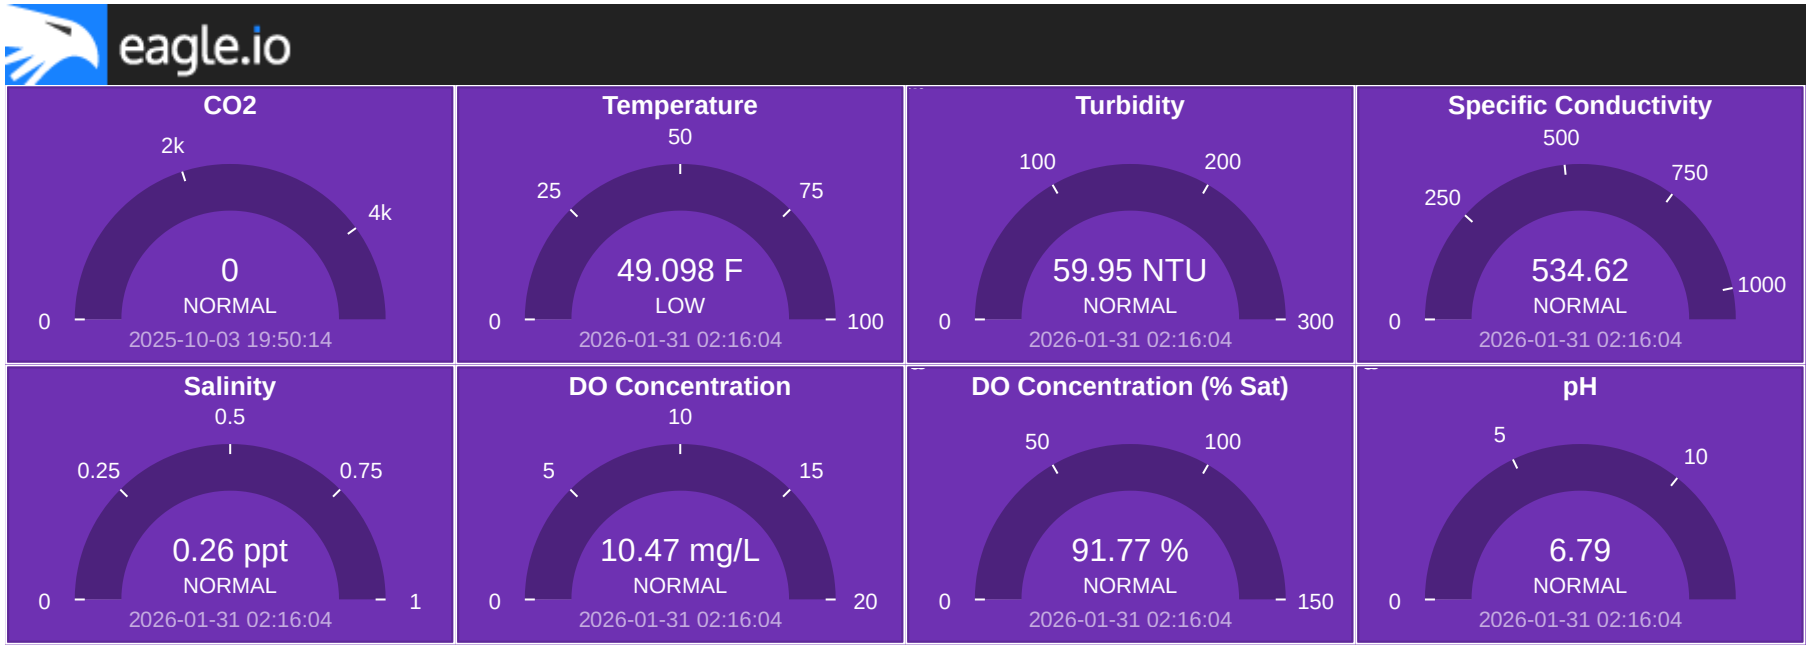 eagle.io
CO2
2k
4k
0
0
NORMAL
2025-10-03 19:50:14
Temperature
50
25
75
49.098 F
LOW
0
100
2026-01-31 02:16:04
Turbidity
100
200
59.95 NTU
NORMAL
0
300
2026-01-31 02:16:04
Specific Conductivity
500
750
250
534.62
1000
NORMAL
0
2026-01-31 02:16:04
Salinity
0.5
0.25
0.75
0.26 ppt
NORMAL
0
1
2026-01-31 02:16:04
DO Concentration
10
5
15
10.47 mg/L
NORMAL
0
20
2026-01-31 02:16:04
DO Concentration (% Sat)
50
100
91.77 %
NORMAL
0
150
2026-01-31 02:16:04
pH
5
10
6.79
NORMAL
0
2026-01-31 02:16:04